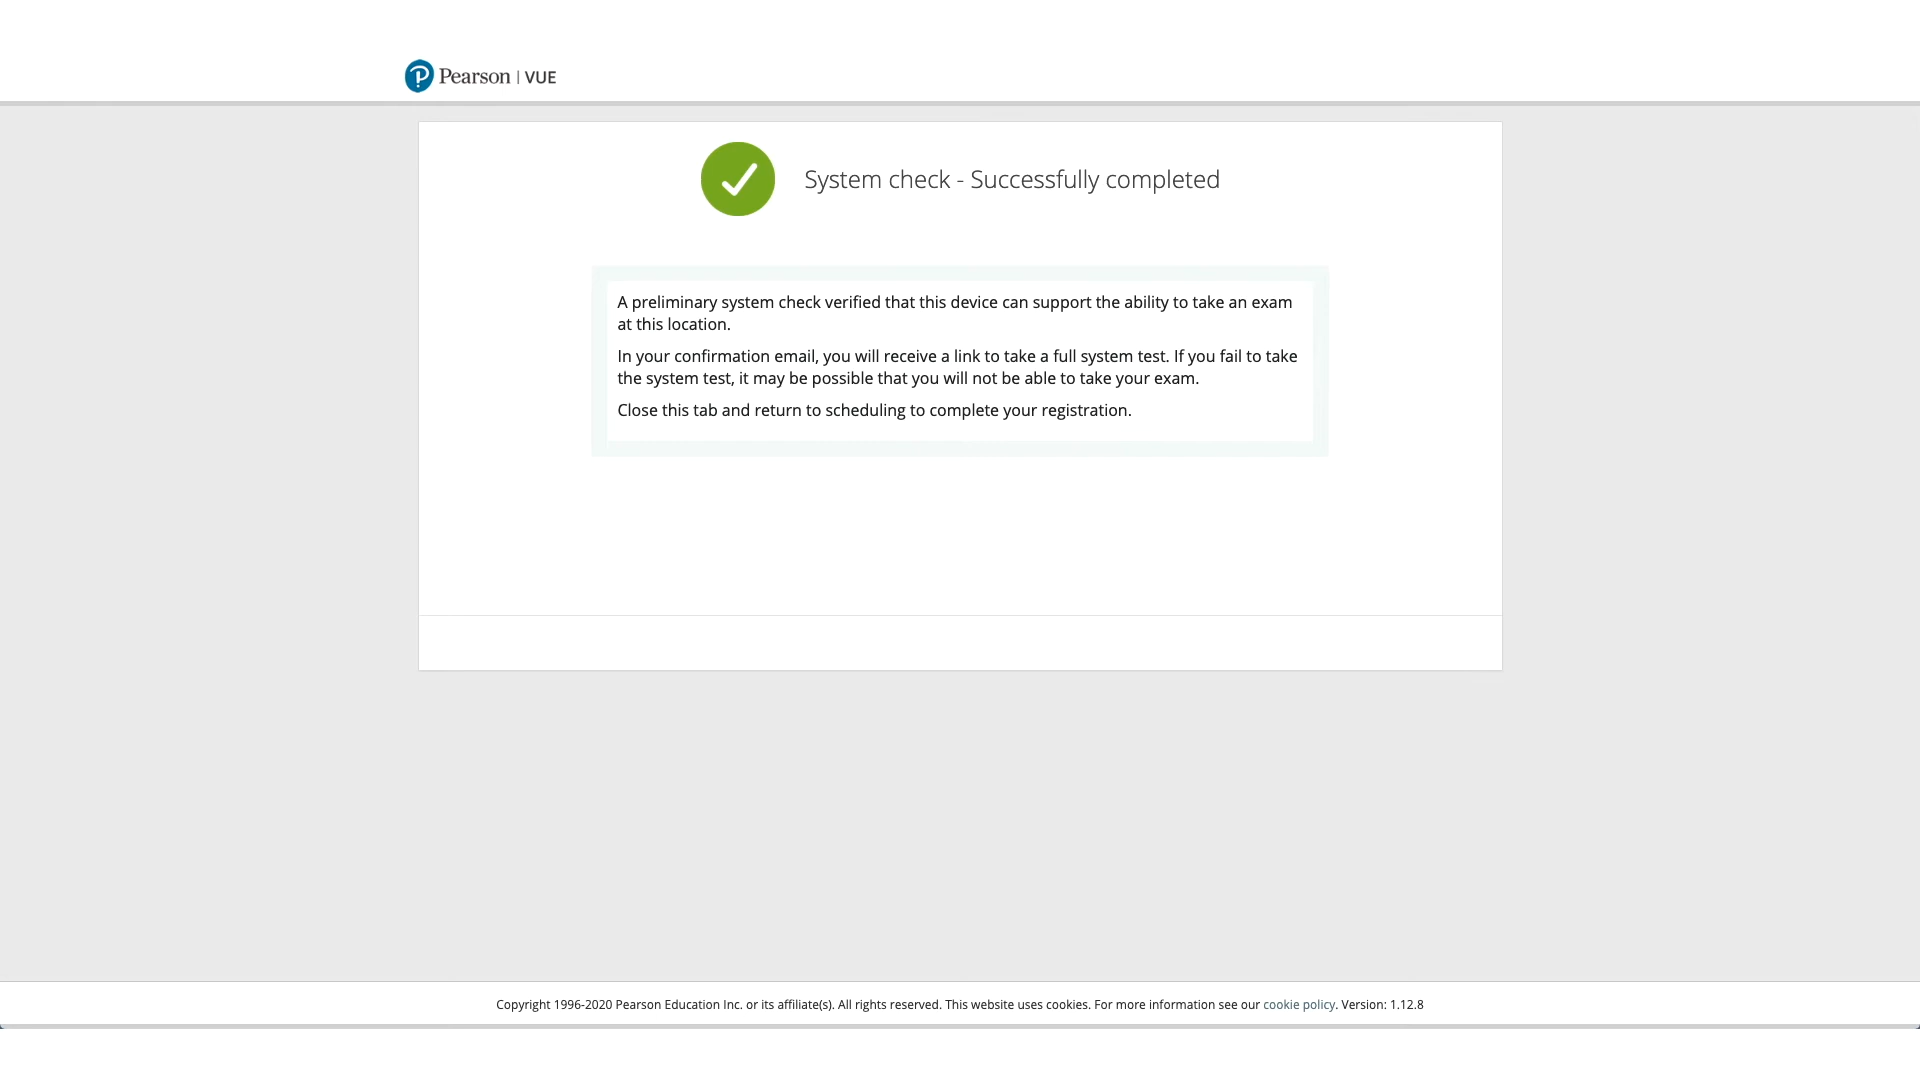 Pearson | VUE
System check - Successfully completed
A preliminary system check verified that this device can support the ability to take an exam
at this location.
In your confirmation email, you will receive a link to take a full system test. If you fail to take
the system test, it may be possible that you will not be able to take your exam.
Close this tab and return to scheduling to complete your registration.
Copyright 1996-2020 Pearson Education Inc. or its affiliate(s). All rights reserved. This website uses cookies. For more information see our cookie policy. Version: 1.12.8